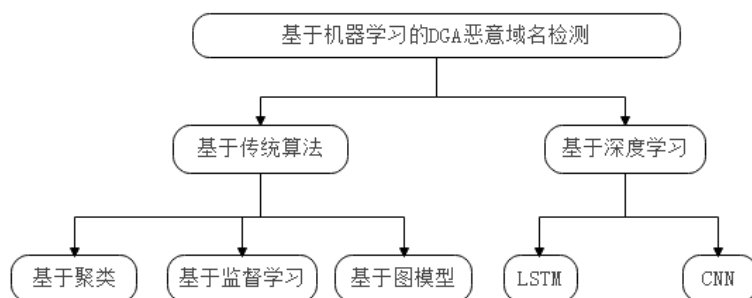 基于机器学习的DGA恶意域名检测
基于传统算法
基于深度学习
基于聚类
基于监督学习
基于图模型
LSTM
CNN